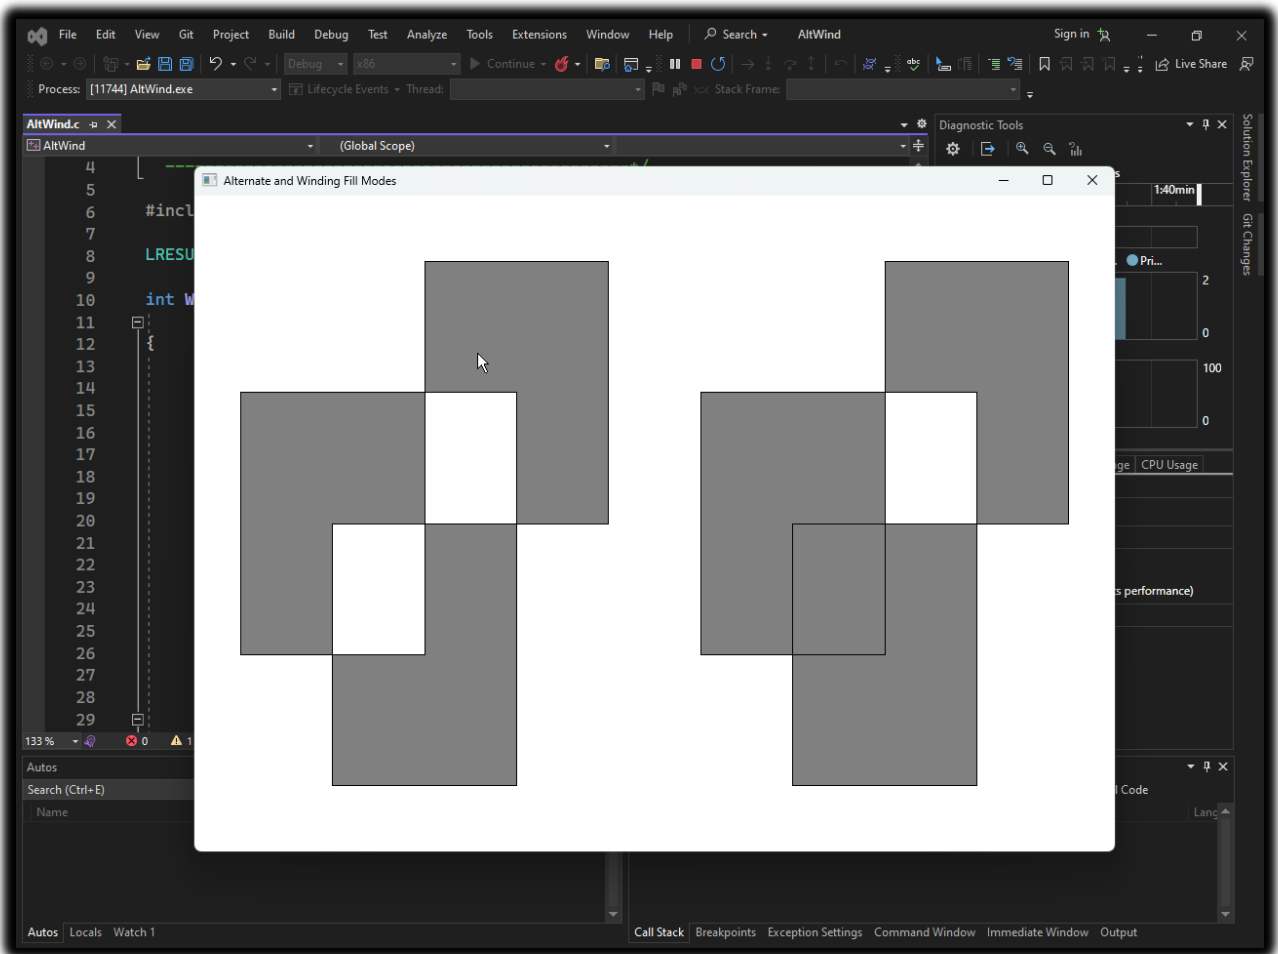 File Edit View Git Project Build Debug Test Analyze Tools Extensions Window Help Search AltWind Sign in
Debug x86 Continue Live Share
Process: [11744] AltWind.exe Lifecycle Events Thread: Stack Frame:
AltWind.c
AltWind (Global Scope)
Diagnostic Tools
Solution Explorer
Git Changes
4 */
5
6 #incl
7
8 LRESU
9
10 int W
11
12 {
13
14
15
16
17
18
19
20
21
22
23
24
25
26
27
28
29
Alternate and Winding Fill Modes
s
1:40min
Pri...
2
0
100
0
ge CPU Usage
s performance)
133 % 0 1
Autos
Search (Ctrl+E)
Name
l Code
Lang
Autos Locals Watch 1
Call Stack Breakpoints Exception Settings Command Window Immediate Window Output